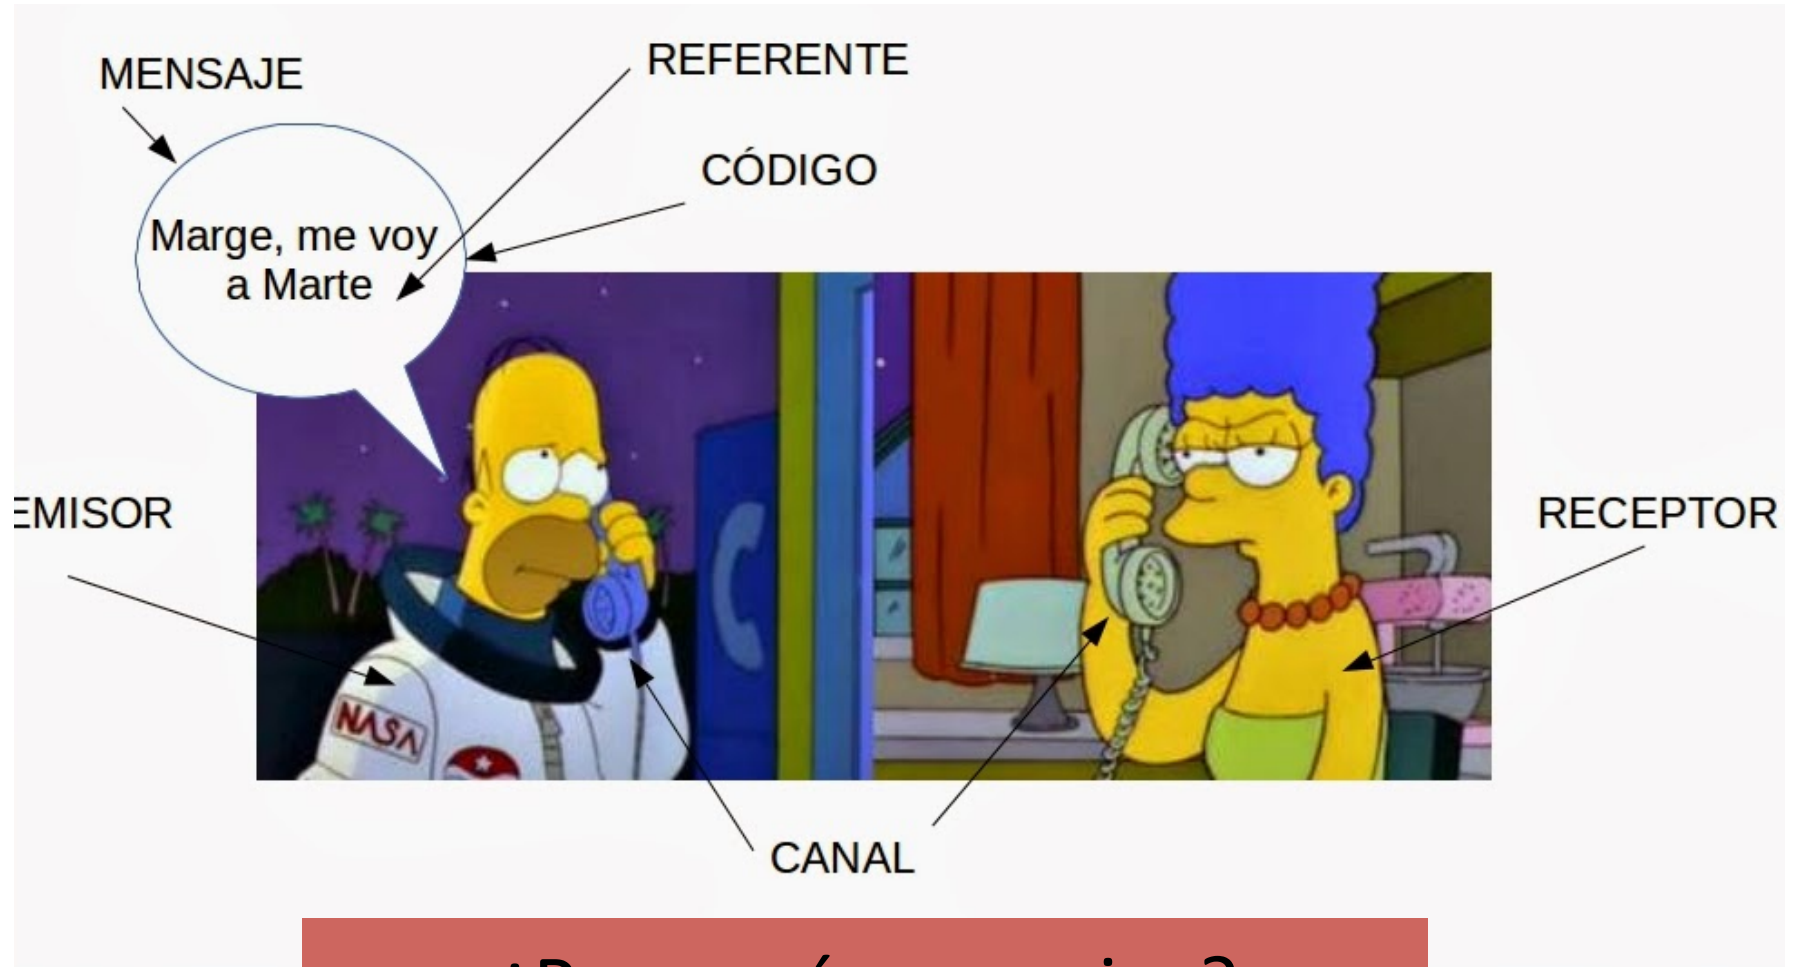 MENSAJE
REFERENTE
CÓDIGO
Marge, me voy
a Marte
EMISOR
RECEPTOR
NASA
CANAL